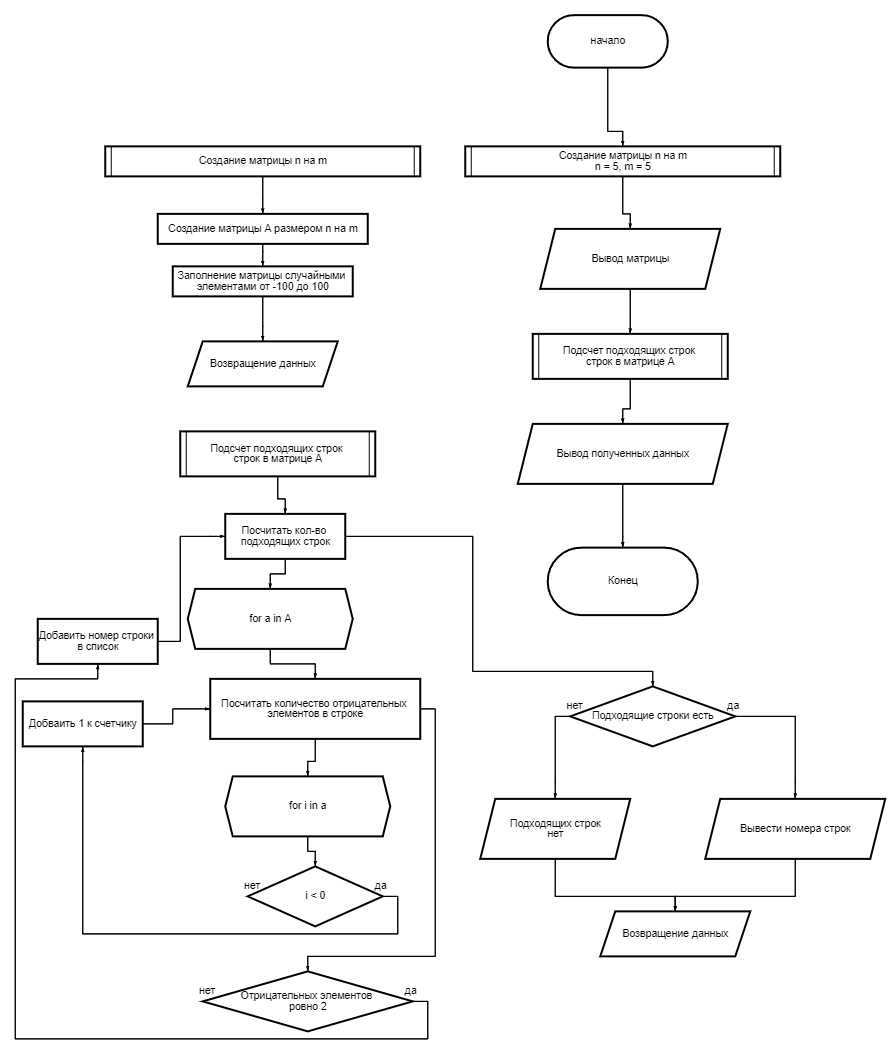 начало
Создание матрицы n на m
n = 5, m = 5
Вывод матрицы
Подсчет подходящих строк
строк в матрице A
Вывод полученных данных
Конец
Создание матрицы n на m
Создание матрицы A размером n на m
Заполнение матрицы случайными
элементами от -100 до 100
Возвращение данных
Подсчет подходящих строк
строк в матрице A
Посчитать кол-во
подходящих строк
for a in A
Добавить номер строки
в список
Посчитать количество отрицательных
элементов в строке
Добваить 1 к счетчику
for i in a
нет
i < 0
да
нет
Отрицательных элементов
ровно 2
да
нет
Подходящие строки есть
да
Подходящих строк
нет
Вывести номера строк
Возвращение данных